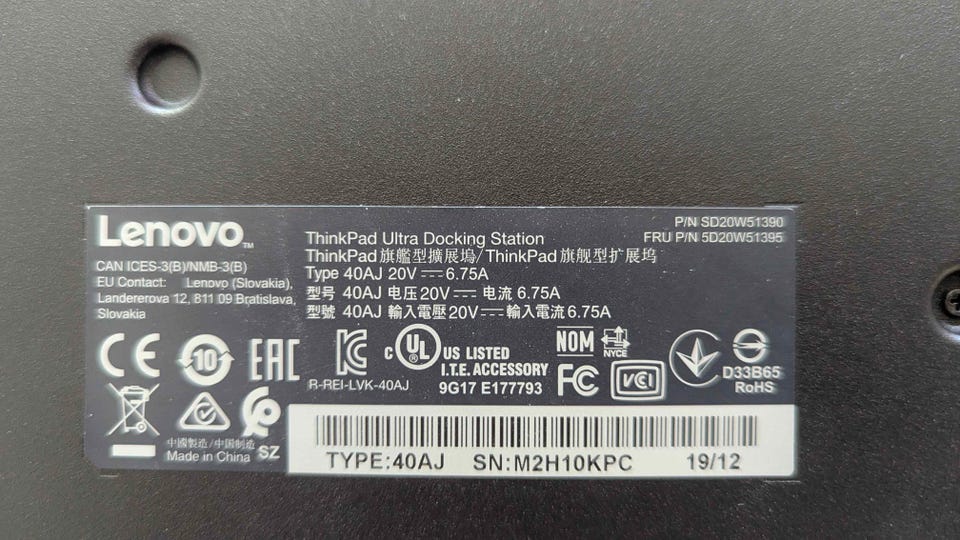 Lenovo™
P/N SD20W51390
FRU P/N 5D20W51395
ThinkPad Ultra Docking Station
ThinkPad旗艦型擴展塢/ThinkPad旗舰型扩展坞
Type 40AJ 20V⎓6.75A
型号 40AJ 电压20V⎓电流 6.75A
型號 40AJ 輸入電壓20V⎓輸入電流6.75A
CAN ICES-3(B)/NMB-3(B)
EU Contact: Lenovo (Slovakia),
Landererova 12, 811 09 Bratislava,
Slovakia
CE
10
EAC
R-REI-LVK-40AJ
c UL ® US LISTED
I.T.E. ACCESSORY
9G17 E177793
NOM
NYCE
FC
VCI
D33B65
RoHS
中國製造/中国制造
Made in China
SZ
TYPE:40AJ SN:M2H10KPC 19/12